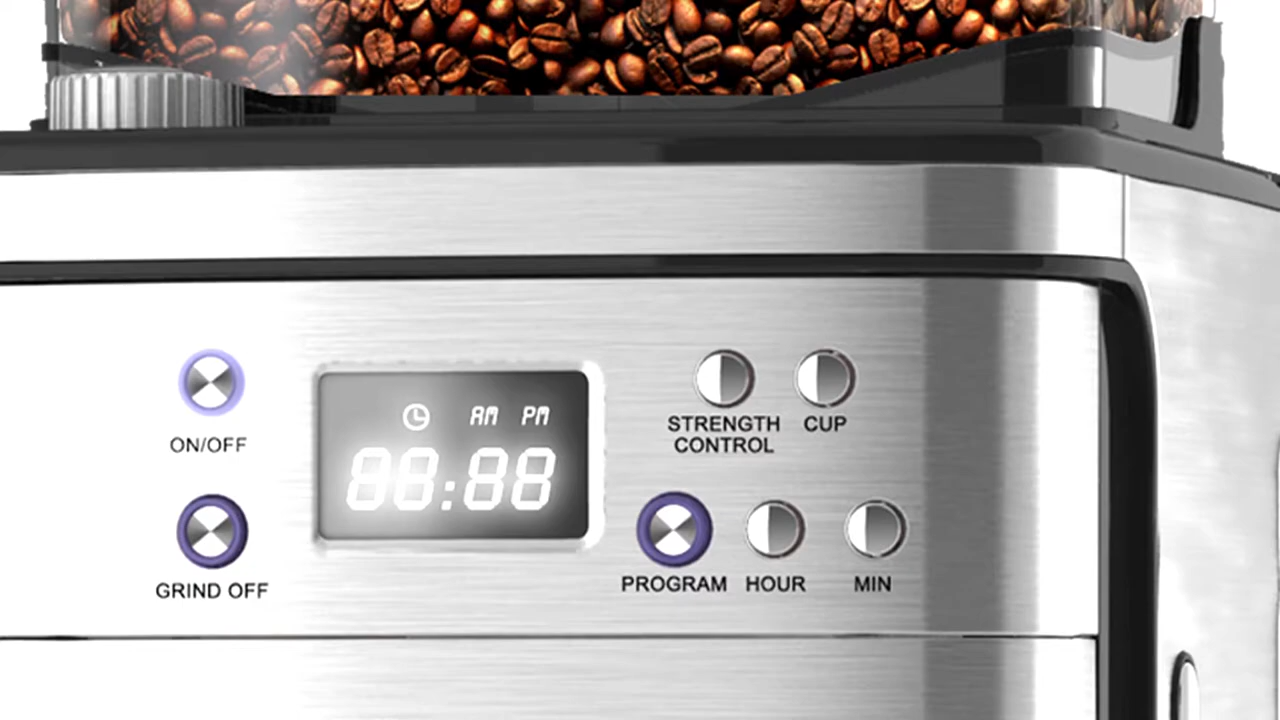 ON/OFF
GRIND OFF
AM PM
88:88
STRENGTH
CONTROL
CUP
PROGRAM
HOUR
MIN